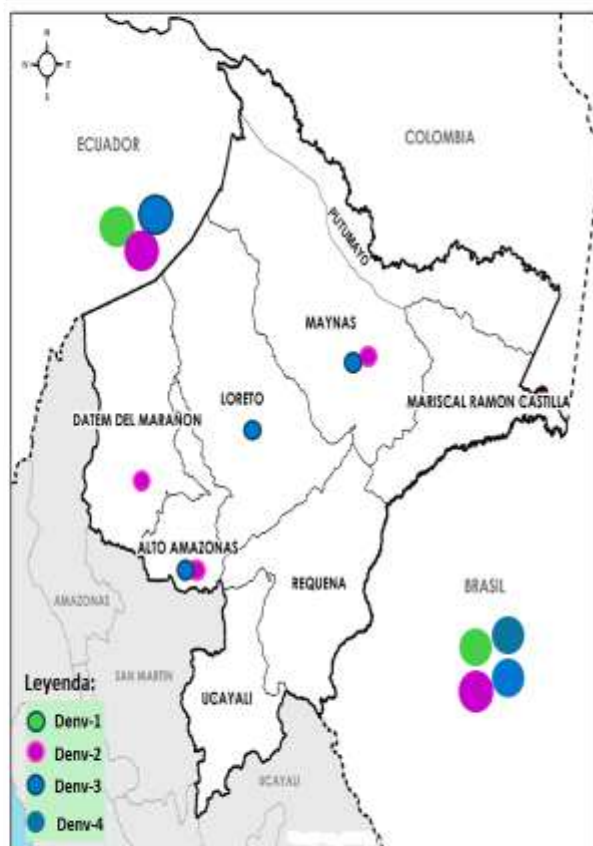 N
N E
S
ECUADOR
COLOMBIA
PUTUMAYO
MAYNAS
LORETO
MARISCAL RAMON CASTILLA
DATEM DEL MARAÑON
ALTO AMAZONAS
REQUENA
BRASIL
AMAZONAS
SAN MARTIN
UCAYALI
UCAYALI
Leyenda:
Denv-1
Denv-2
Denv-3
Denv-4